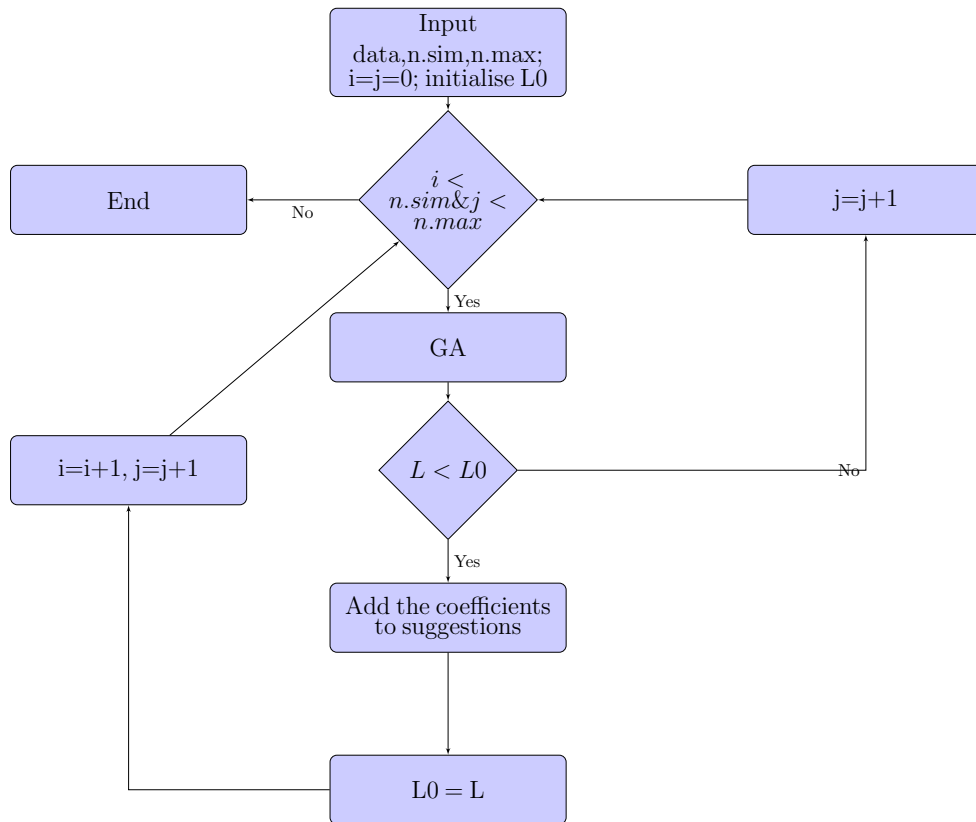 Input
data,n.sim,n.max;
i=j=0; initialise L0
i <
n.sim&j <
n.max
End
No
j=j+1
Yes
GA
i=i+1, j=j+1
L < L0
No
Yes
Add the coefficients
to suggestions
L0 = L